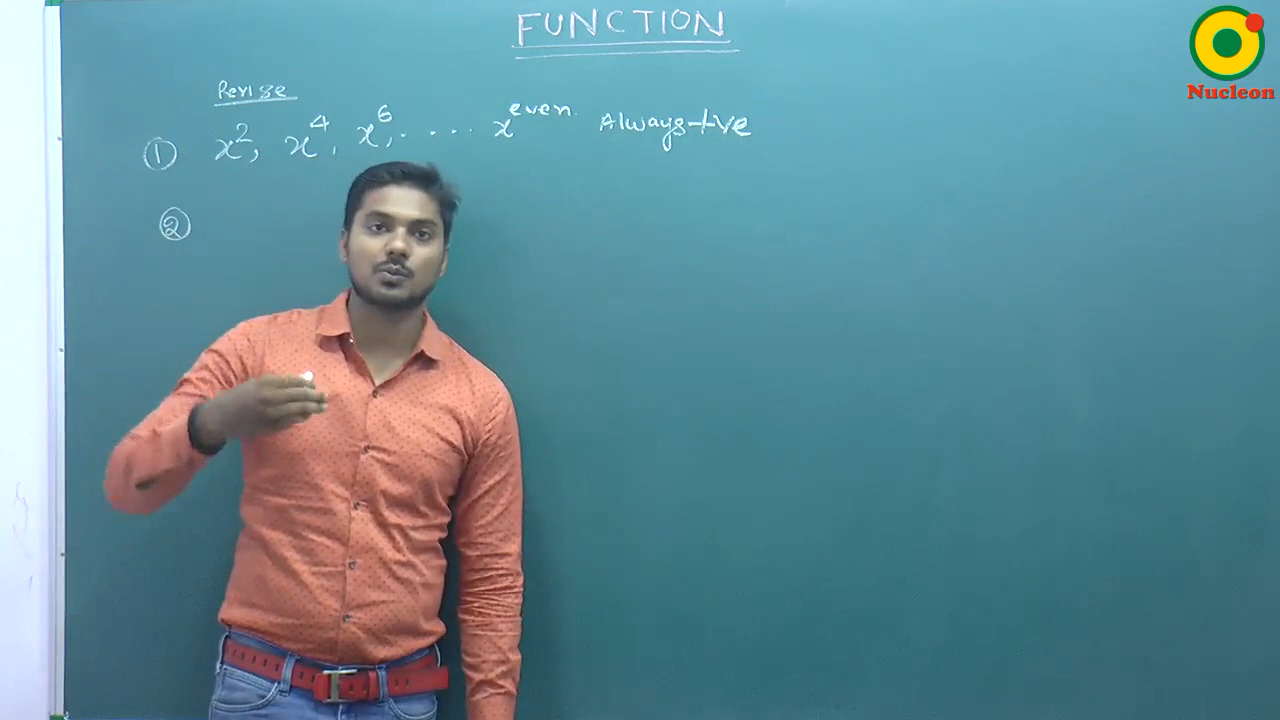 FUNCTION
Nucleon
Revise
① x², x⁴, x⁶, .... x^even. Always +ve
②